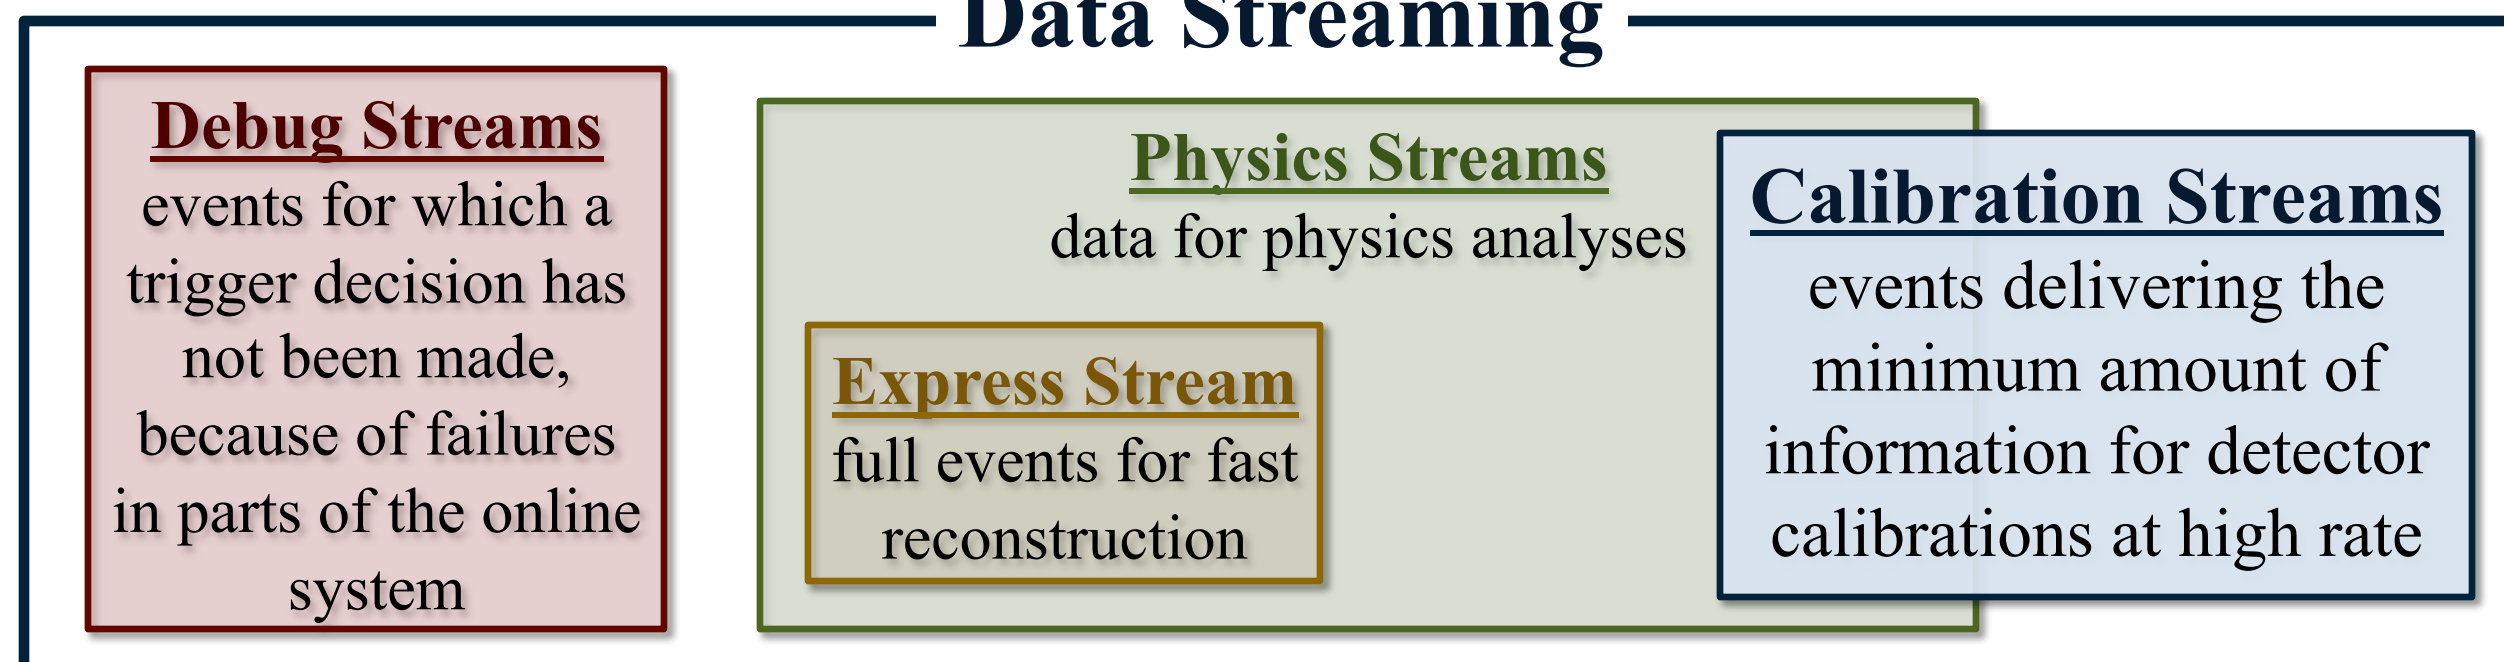 Data Streaming
Debug Streams
events for which a
trigger decision has
not been made,
because of failures
in parts of the online
system
Physics Streams
data for physics analyses
Express Stream
full events for fast
reconstruction
Calibration Streams
events delivering the
minimum amount of
information for detector
calibrations at high rate